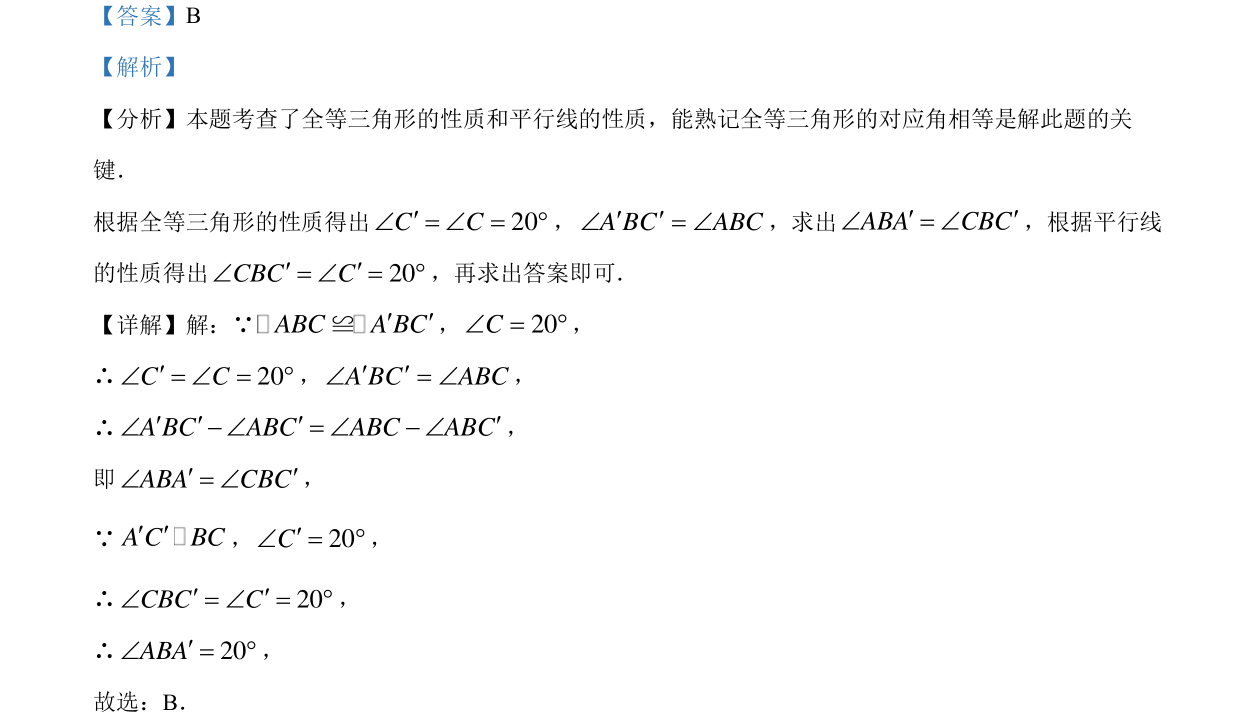 【答案】B
【解析】
【分析】本题考查了全等三角形的性质和平行线的性质，能熟记全等三角形的对应角相等是解此题的关
键．
根据全等三角形的性质得出∠C′=∠C=20°，∠A′BC′=∠ABC，求出∠ABA′=∠CBC′，根据平行线
的性质得出∠CBC′=∠C′=20°，再求出答案即可．
【详解】解：∵□ABC≌□A′BC′，∠C=20°，
∴∠C′=∠C=20°，∠A′BC′=∠ABC，
∴∠A′BC′−∠ABC′=∠ABC−∠ABC′，
即∠ABA′=∠CBC′，
∵A′C′□BC，∠C′=20°，
∴∠CBC′=∠C′=20°，
∴∠ABA′=20°，
故选：B．